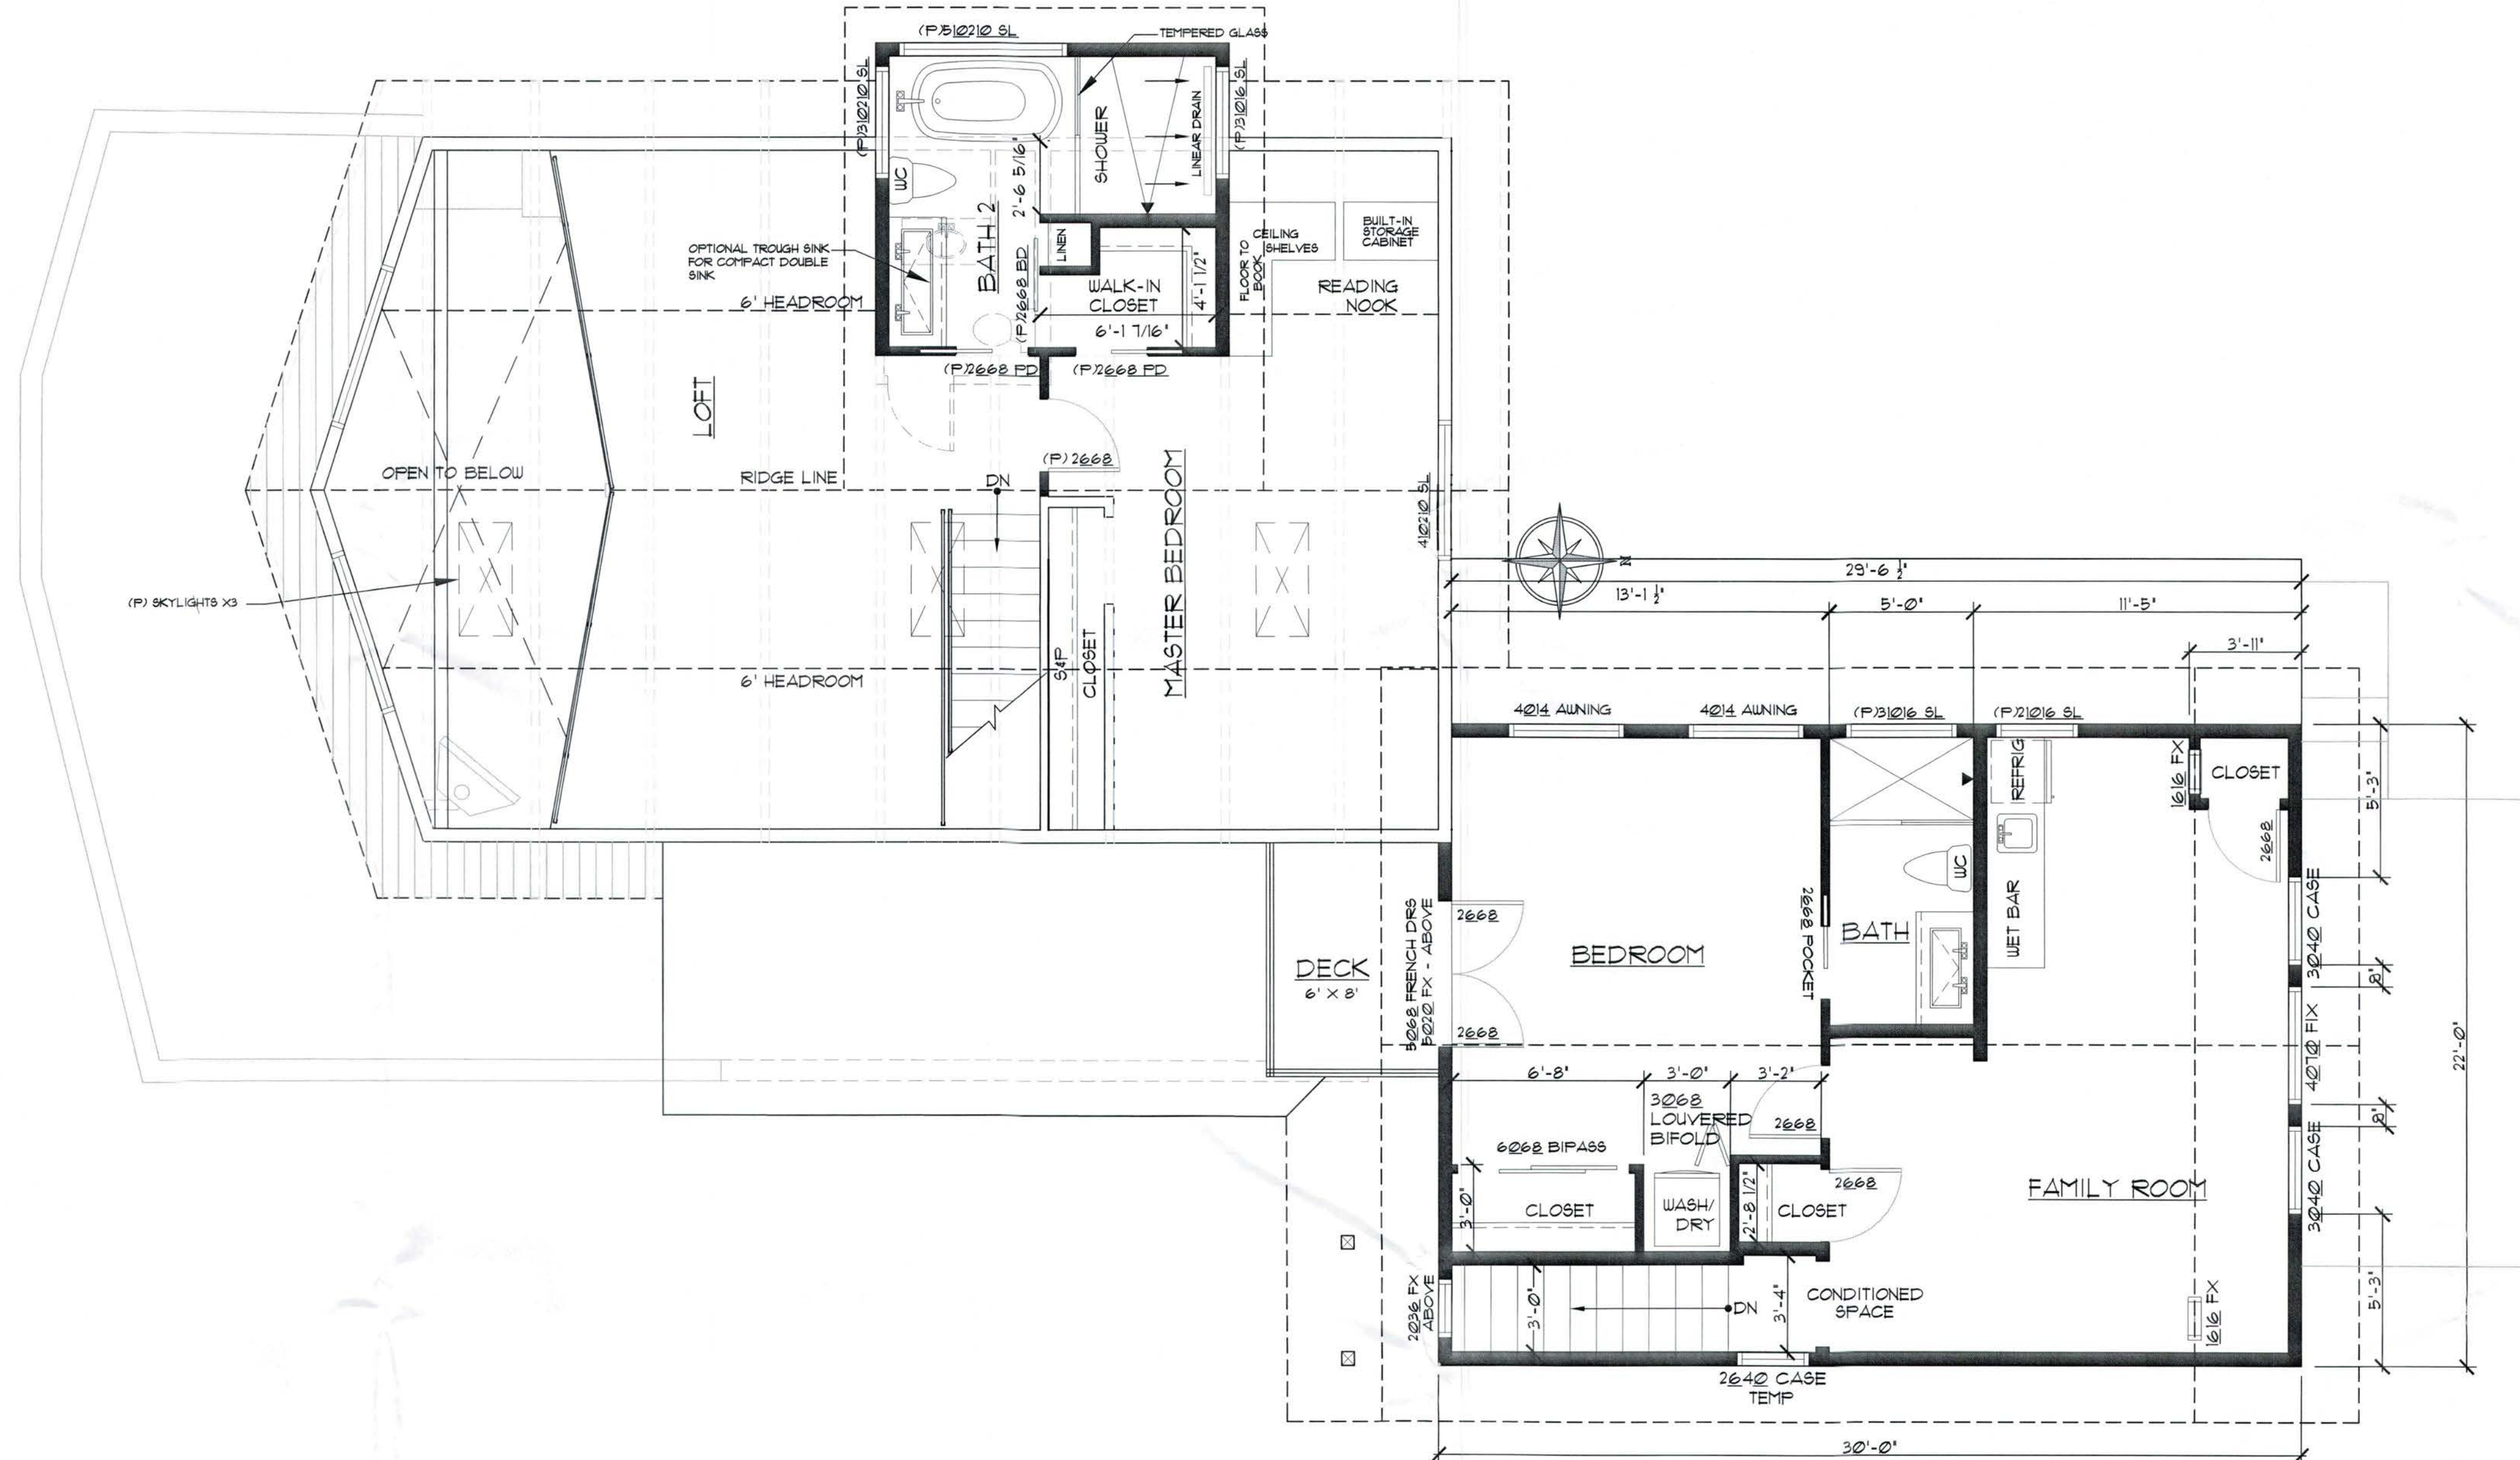 (P)510210 SL
TEMPERED GLASS
(P)310210 SL
(P)31016 SL
SHOWER
LINEAR DRAIN
WC
2'-6 5/16"
BATH 2
OPTIONAL TROUGH SINK
FOR COMPACT DOUBLE
SINK
LINEN
(P)2668 BD
WALK-IN
CLOSET
4'-1 1/2"
6'-1 7/16"
FLOOR TO
CEILING
BOOK
SHELVES
BUILT-IN
STORAGE
CABINET
READING
NOOK
6' HEADROOM
(P)2668 PD
(P)2668 PD
LOFT
(P) 2668
OPEN TO BELOW
RIDGE LINE
DN
MASTER BEDROOM
410210 SL
N
(P) SKYLIGHTS X3
S&P
CLOSET
6' HEADROOM
29'-6 1/2"
13'-1 1/2"
5'-0"
11'-5"
3'-11"
4014 AWNING
4014 AWNING
(P)31016 SL
(P)21016 SL
REFRIG
1616 FX
CLOSET
2668
5'-3"
WC
WET BAR
BATH
2668 POCKET
BEDROOM
DECK
6' X 8'
5068 FRENCH DRS
5020 FX - ABOVE
2668
2668
3040 CASE
8"
4070 FIX
8"
3040 CASE
22'-0"
6'-8"
3'-0"
3'-2"
3068
LOUVERED
BIFOLD
2668
6068 BIPASS
2668
FAMILY ROOM
3'-0"
CLOSET
WASH/
DRY
2'-8 1/2"
CLOSET
2036 FX
ABOVE
3'-0"
DN
3'-4"
CONDITIONED
SPACE
1616 FX
5'-3"
2640 CASE
TEMP
30'-0"